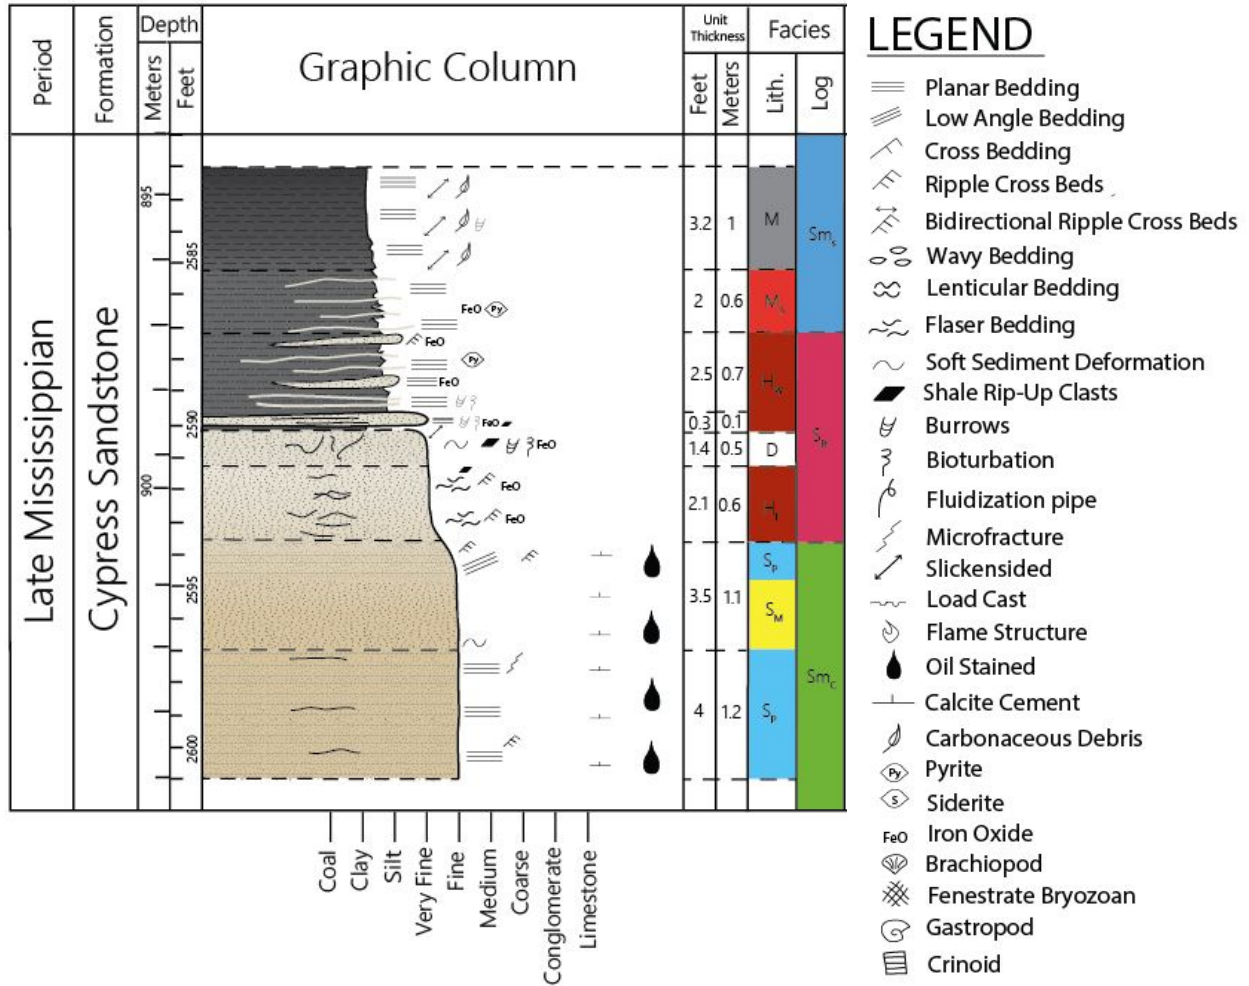 Period
Formation
Depth
Meters
Feet
Graphic Column
Unit
Thickness
Feet
Meters
Facies
Lith.
Log
Late Mississippian
Cypress Sandstone
895
900
2585
2590
2595
2600
FeO Py
FeO
Py
FeO
FeO
FeO
FeO
FeO
3.2 1 M
2 0.6
2.5 0.7
0.3 0.1
1.4 0.5 D
2.1 0.6
3.5 1.1
4 1.2
SP
SM
SP
SmC
Coal
Clay
Silt
Very Fine
Fine
Medium
Coarse
Conglomerate
Limestone
LEGEND
Planar Bedding
Low Angle Bedding
Cross Bedding
Ripple Cross Beds
Bidirectional Ripple Cross Beds
Wavy Bedding
Lenticular Bedding
Flaser Bedding
Soft Sediment Deformation
Shale Rip-Up Clasts
Burrows
Bioturbation
Fluidization pipe
Microfracture
Slickensided
Load Cast
Flame Structure
Oil Stained
Calcite Cement
Carbonaceous Debris
Py Pyrite
S Siderite
FeO Iron Oxide
Brachiopod
Fenestrate Bryozoan
Gastropod
Crinoid